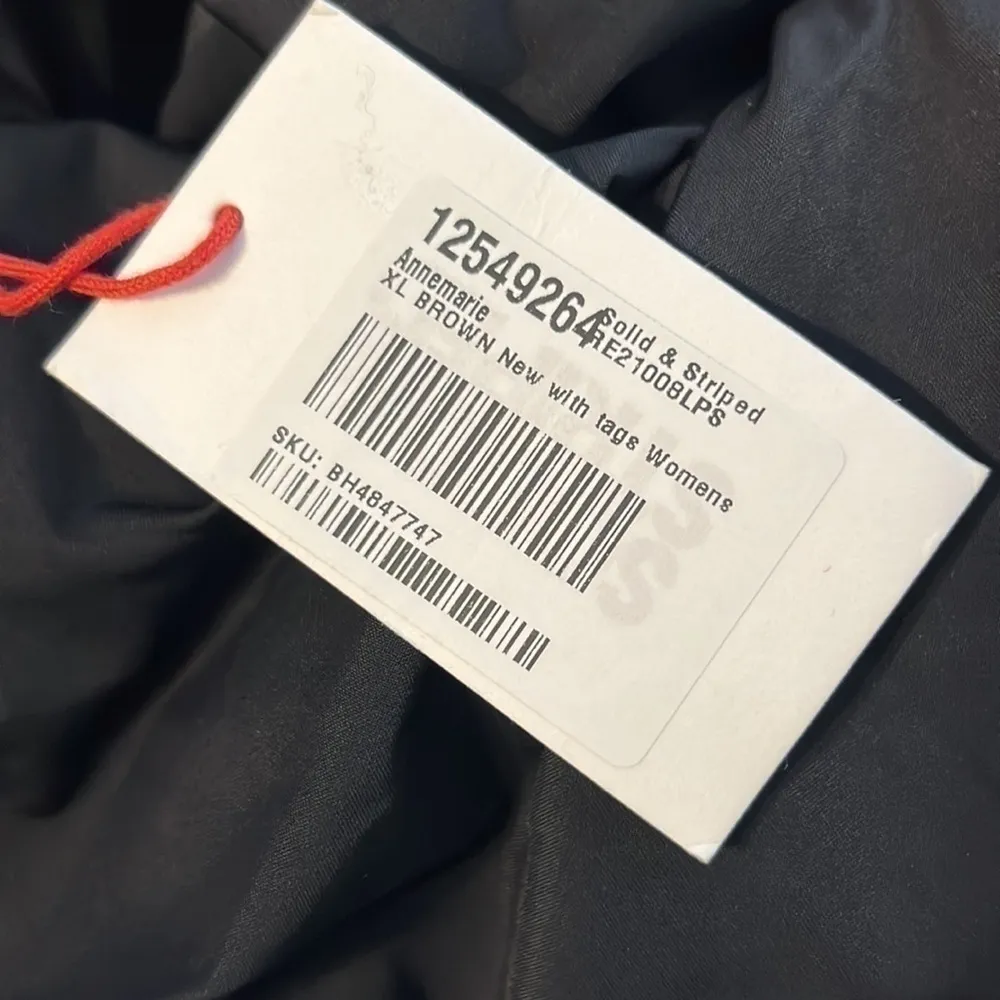 12549264
Solid & Striped
Annemarie
RE21008LPS
XL BROWN New with tags Womens
SKU: BH4847747